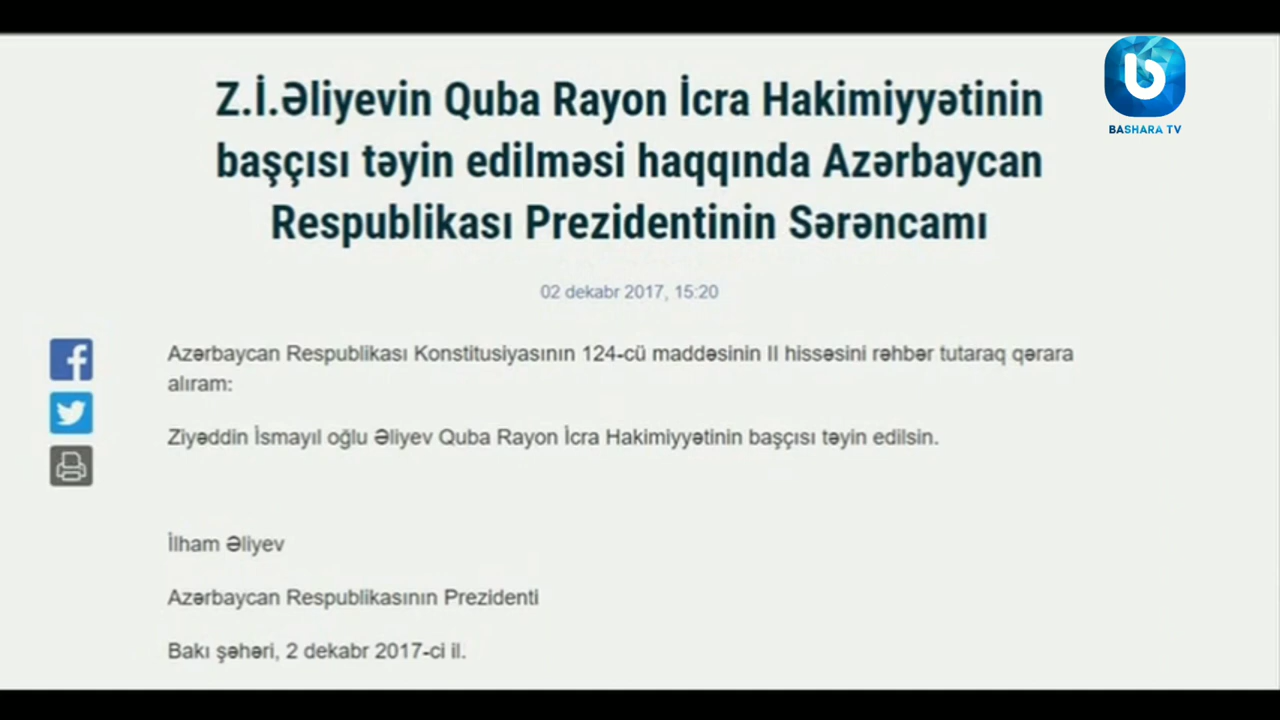 BASHARA TV
Z.İ.Əliyevin Quba Rayon İcra Hakimiyyətinin
başçısı təyin edilməsi haqqında Azərbaycan
Respublikası Prezidentinin Sərəncamı
02 dekabr 2017, 15:20
Azərbaycan Respublikası Konstitusiyasının 124-cü maddəsinin II hissəsini rəhbər tutaraq qərara
alıram:
Ziyəddin İsmayıl oğlu Əliyev Quba Rayon İcra Hakimiyyətinin başçısı təyin edilsin.
İlham Əliyev
Azərbaycan Respublikasının Prezidenti
Bakı şəhəri, 2 dekabr 2017-ci il.